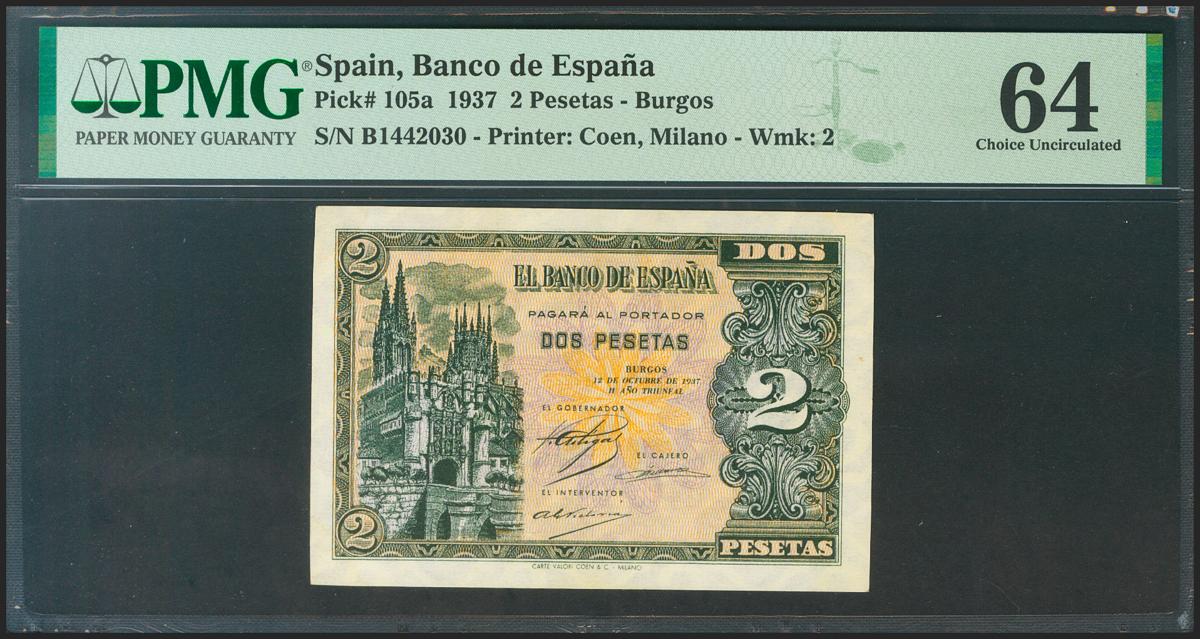 PMG®
PAPER MONEY GUARANTY
Spain, Banco de España
Pick# 105a 1937 2 Pesetas - Burgos
S/N B1442030 - Printer: Coen, Milano - Wmk: 2
64
Choice Uncirculated
2
DOS
EL BANCO DE ESPAÑA
PAGARÁ AL PORTADOR
DOS PESETAS
BURGOS
12 DE OCTUBRE DE 1937
II AÑO TRIUNFAL
2
EL GOBERNADOR
EL CAJERO
EL INTERVENTOR
2
PESETAS
CARTE VALORI COEN & C. - MILANO